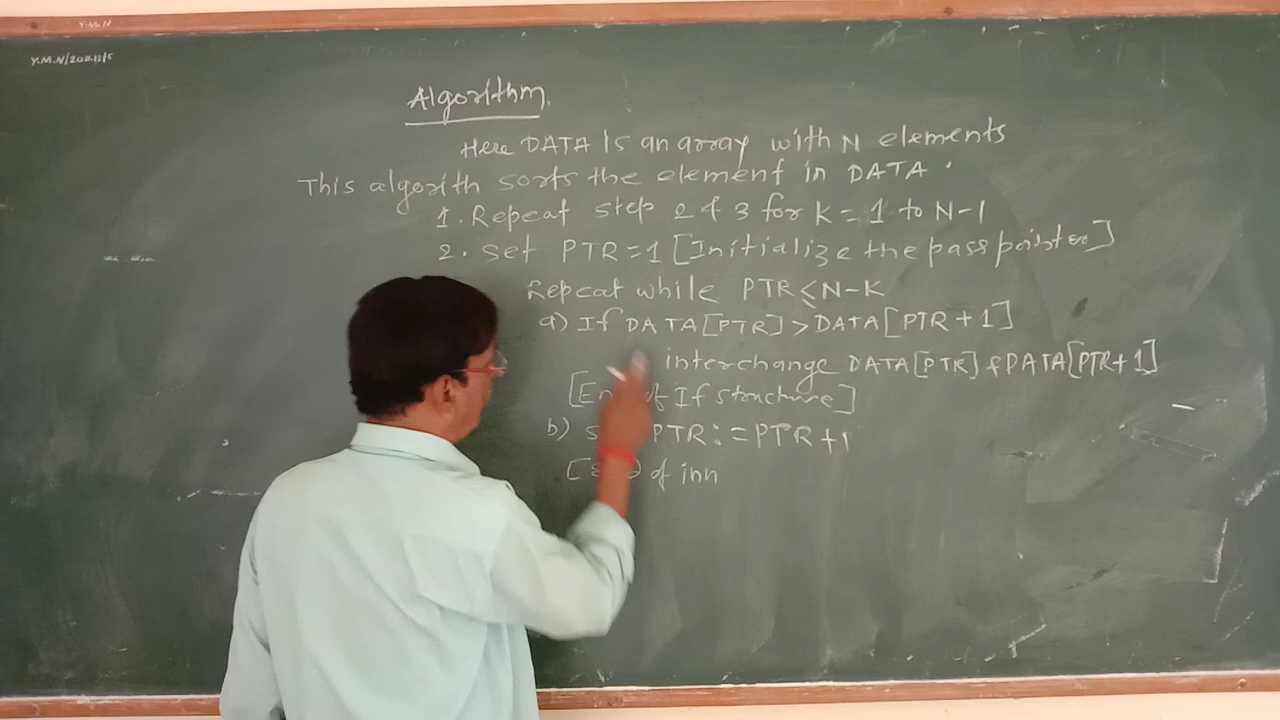 Y.M.N
Y.M.N/2021.12/5
Algorithm.
Here DATA Is an array with N elements
This algorith sorts the element in DATA.
1. Repeat step 2 & 3 for K = 1 to N-1
2. Set PTR = 1 [Initialize the pass pointer]
Repeat while PTR ≤ N-K
a) If DATA[PTR] > DATA[PTR + 1]
interchange DATA[PTR] & DATA[PTR+1]
[End of If structure]
b) PTR := PTR + 1
of inn